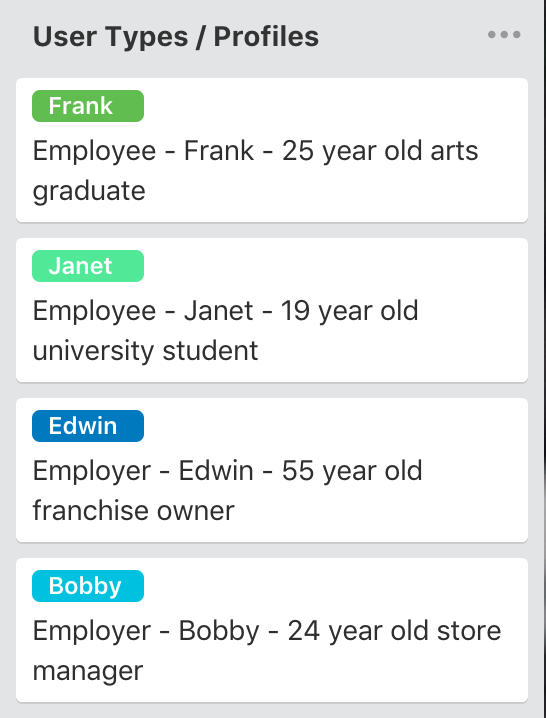 User Types / Profiles
Frank
Employee - Frank - 25 year old arts
graduate
Janet
Employee - Janet - 19 year old
university student
Edwin
Employer - Edwin - 55 year old
franchise owner
Bobby
Employer - Bobby - 24 year old store
manager